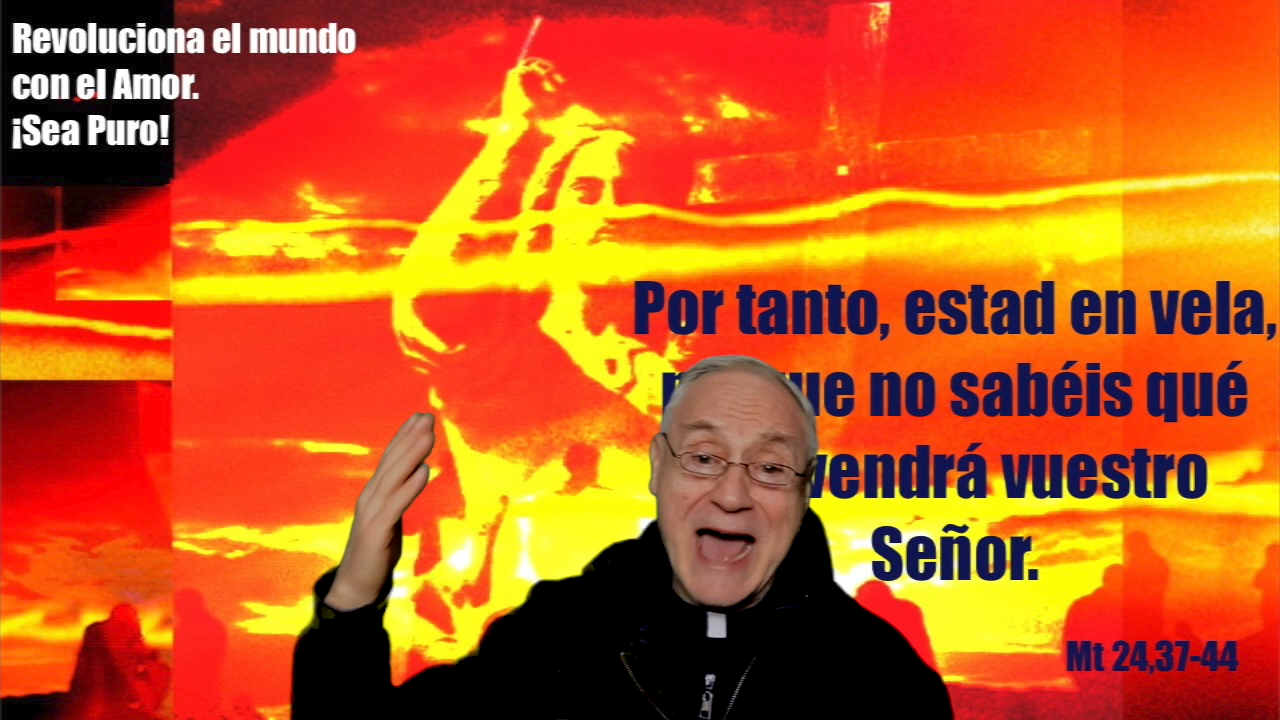 Revoluciona el mundo
con el Amor.
¡Sea Puro!
Por tanto, estad en vela,
no sabéis qué
vendrá vuestro
Señor.
Mt 24,37-44